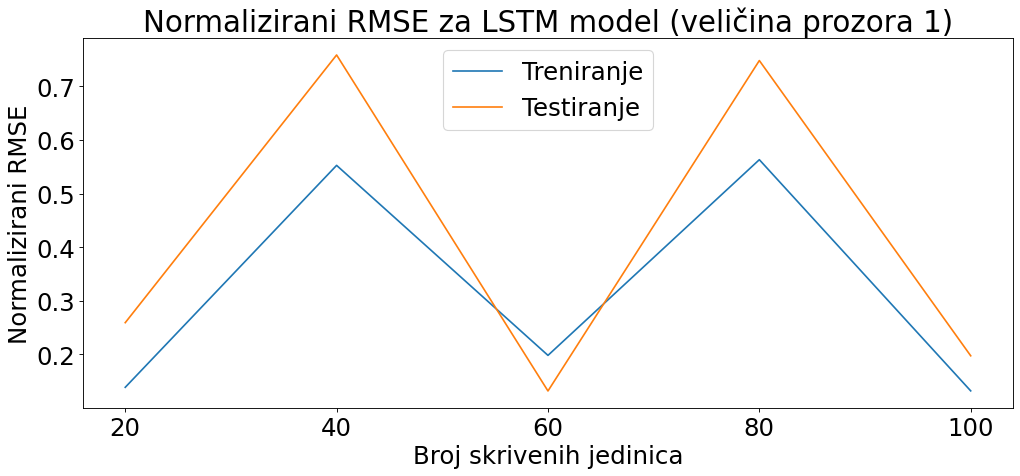 Normalizirani RMSE za LSTM model (veličina prozora 1)
Treniranje
Testiranje
Normalizirani RMSE
0.7
0.6
0.5
0.4
0.3
0.2
20 40 60 80 100
Broj skrivenih jedinica